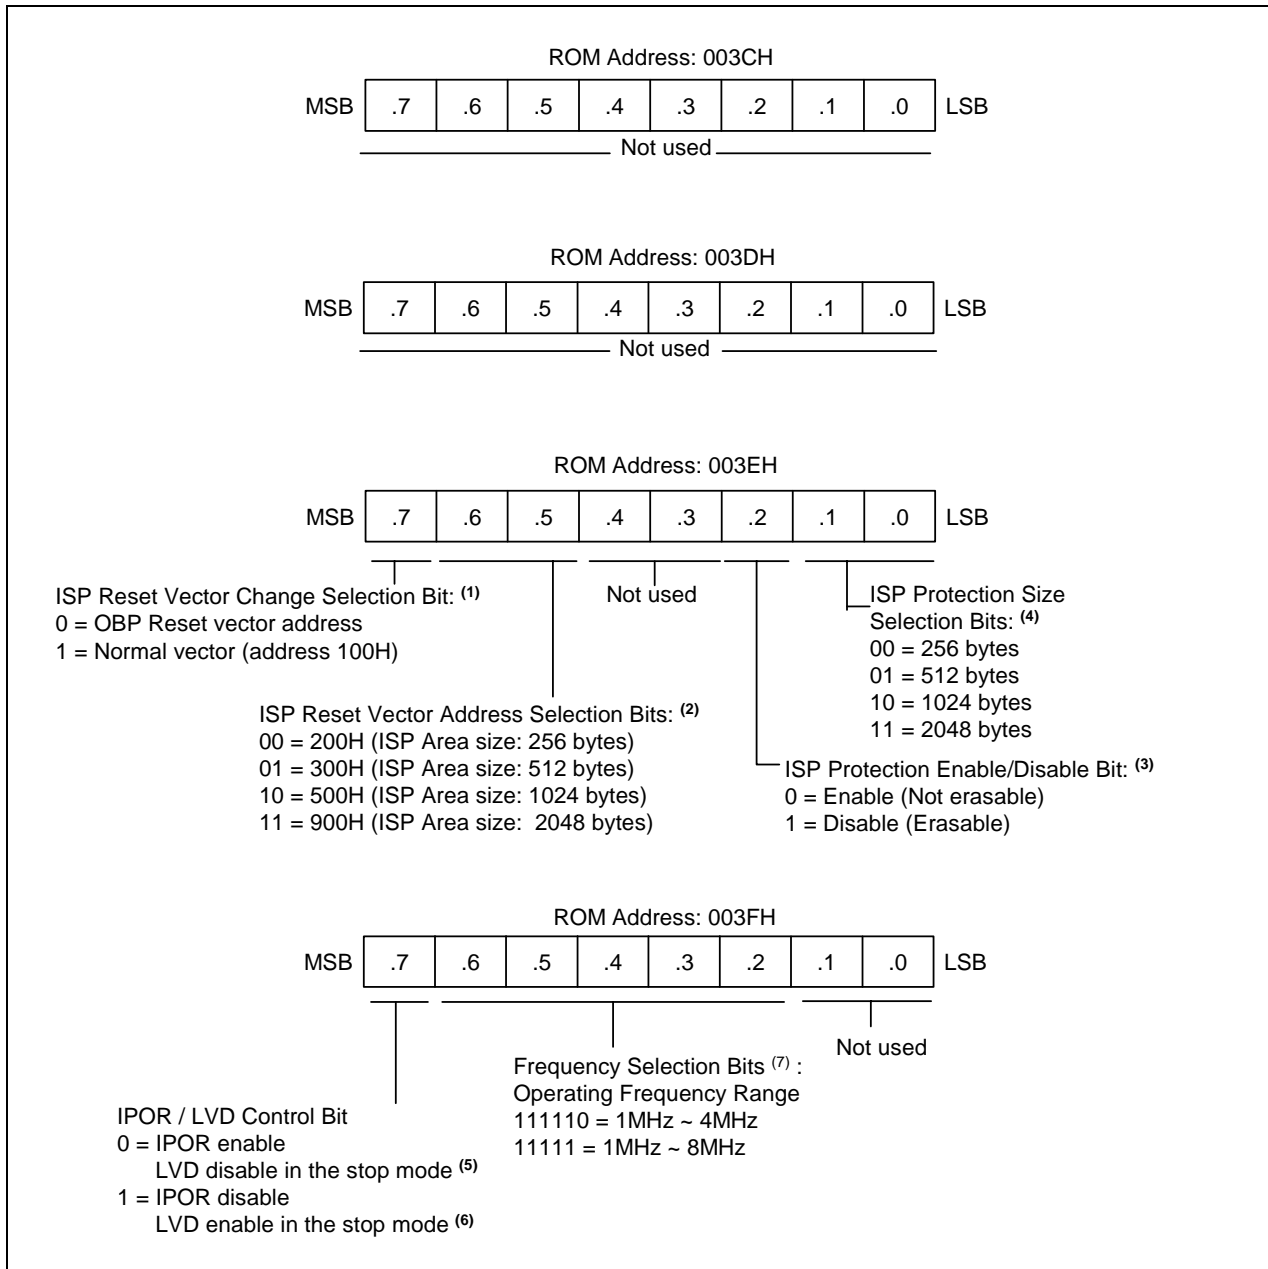 ROM Address: 003CH
MSB .7 .6 .5 .4 .3 .2 .1 .0 LSB
Not used
ROM Address: 003DH
MSB .7 .6 .5 .4 .3 .2 .1 .0 LSB
Not used
ROM Address: 003EH
MSB .7 .6 .5 .4 .3 .2 .1 .0 LSB
ISP Reset Vector Change Selection Bit: (1)
0 = OBP Reset vector address
1 = Normal vector (address 100H)
ISP Reset Vector Address Selection Bits: (2)
00 = 200H (ISP Area size: 256 bytes)
01 = 300H (ISP Area size: 512 bytes)
10 = 500H (ISP Area size: 1024 bytes)
11 = 900H (ISP Area size: 2048 bytes)
Not used
ISP Protection Size
Selection Bits: (4)
00 = 256 bytes
01 = 512 bytes
10 = 1024 bytes
11 = 2048 bytes
ISP Protection Enable/Disable Bit: (3)
0 = Enable (Not erasable)
1 = Disable (Erasable)
ROM Address: 003FH
MSB .7 .6 .5 .4 .3 .2 .1 .0 LSB
IPOR / LVD Control Bit
0 = IPOR enable
LVD disable in the stop mode (5)
1 = IPOR disable
LVD enable in the stop mode (6)
Frequency Selection Bits (7) :
Operating Frequency Range
111110 = 1MHz ~ 4MHz
11111 = 1MHz ~ 8MHz
Not used